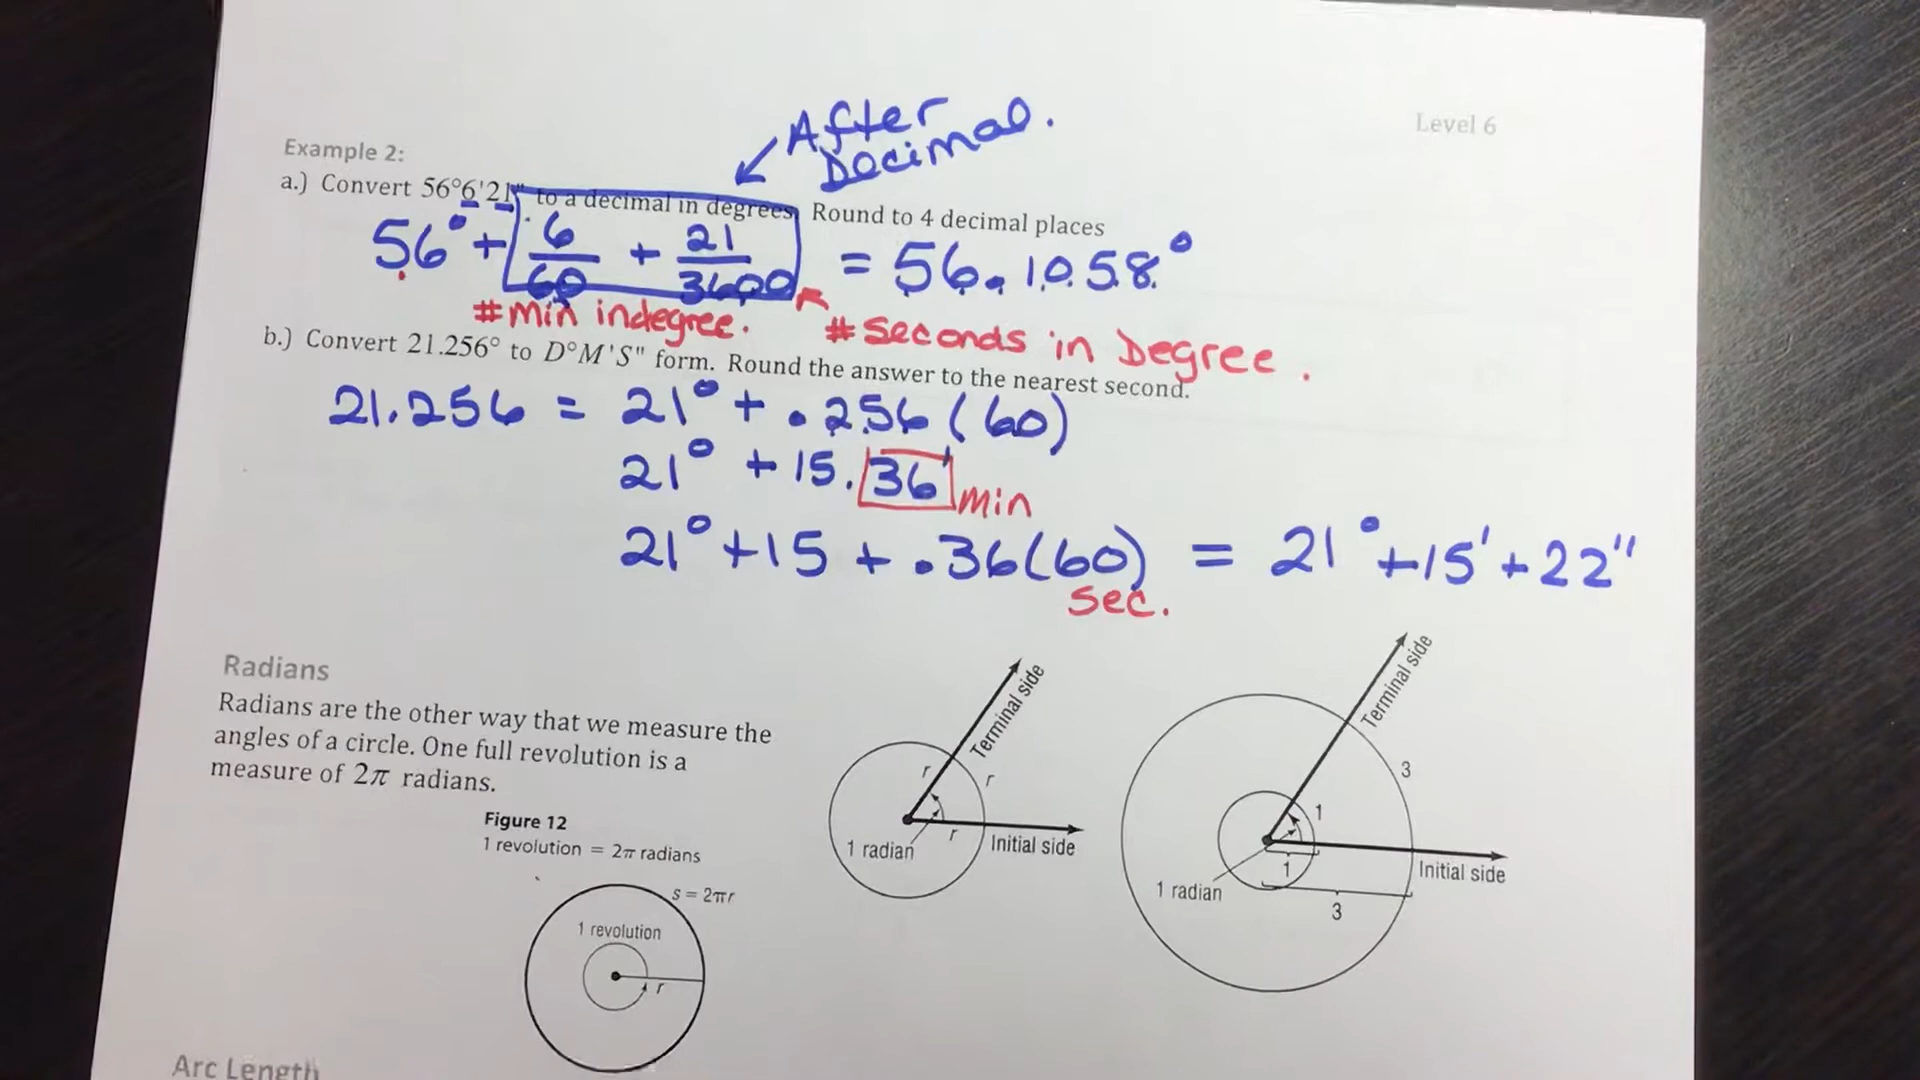 After
Decimal.
Level 6
Example 2:
a.) Convert 56°6'21" to a decimal in degrees. Round to 4 decimal places
56° + 6/60 + 21/3600 = 56.1058°
#min in degree. #Seconds in Degree.
b.) Convert 21.256° to D°M'S" form. Round the answer to the nearest second.
21.256 = 21° + .256(60)
21° + 15.36' min
21° + 15 + .36(60) = 21° + 15' + 22"
sec.
Radians
Radians are the other way that we measure the
angles of a circle. One full revolution is a
measure of 2π radians.
Figure 12
1 revolution = 2π radians
s = 2πr
1 revolution
r
Terminal side
r
r
r
1 radian
Initial side
Terminal side
3
1
1
1 radian
Initial side
3
Arc Length